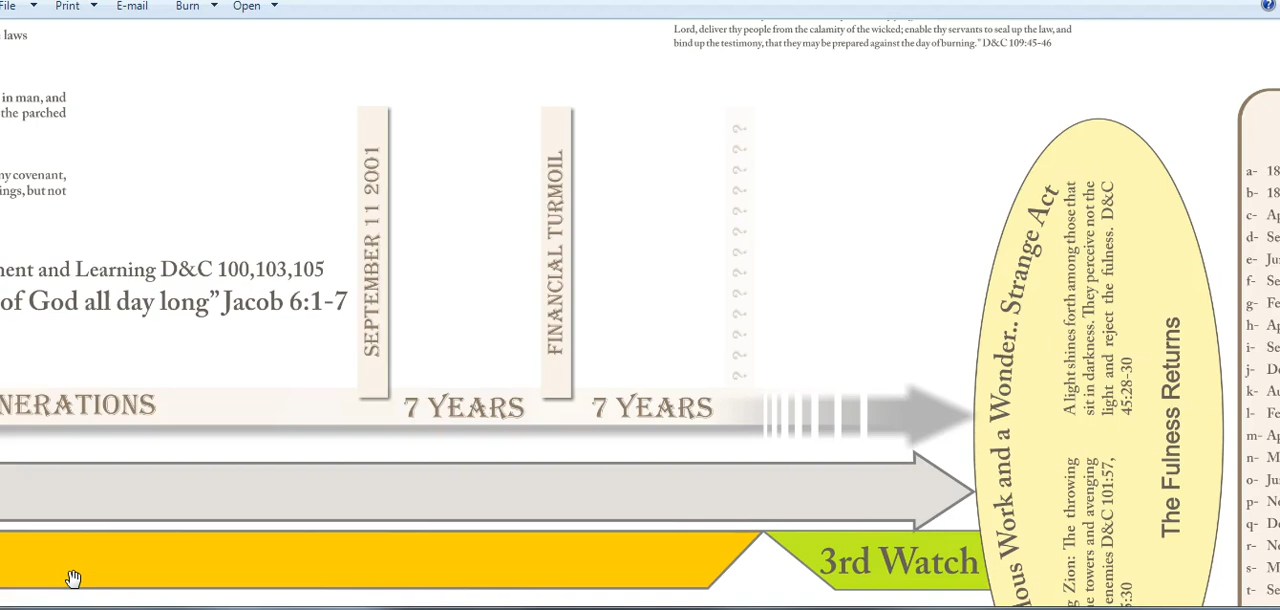 File Print E-mail Burn Open
laws
Lord, deliver thy people from the calamity of the wicked; enable thy servants to seal up the law, and
bind up the testimony, that they may be prepared against the day of burning." D&C 109:45-46
in man, and
the parched
ny covenant,
ings, but not
nent and Learning D&C 100,103,105
of God all day long" Jacob 6:1-7
SEPTEMBER 11 2001
FINANCIAL TURMOIL
? ? ? ? ? ? ? ? ? ? ? ? ?
NERATIONS
7 YEARS
7 YEARS
3rd Watch
lous Work and a Wonder.. Strange Act
A light shines forth among those that
sit in darkness. They perceive not the
light and reject the fulness. D&C
45:28-30
g Zion: The throwing
e towers and avenging
enemies D&C 101:57,
5:30
The Fulness Returns
a- 18
b- 18
c- Ap
d- Se
e- Ju
f- Se
g- Fe
h- Ap
i- Se
j- De
k- Au
l- Fe
m- Ap
n- M
o- Ju
p- No
q- De
r- No
s- M
t- Se